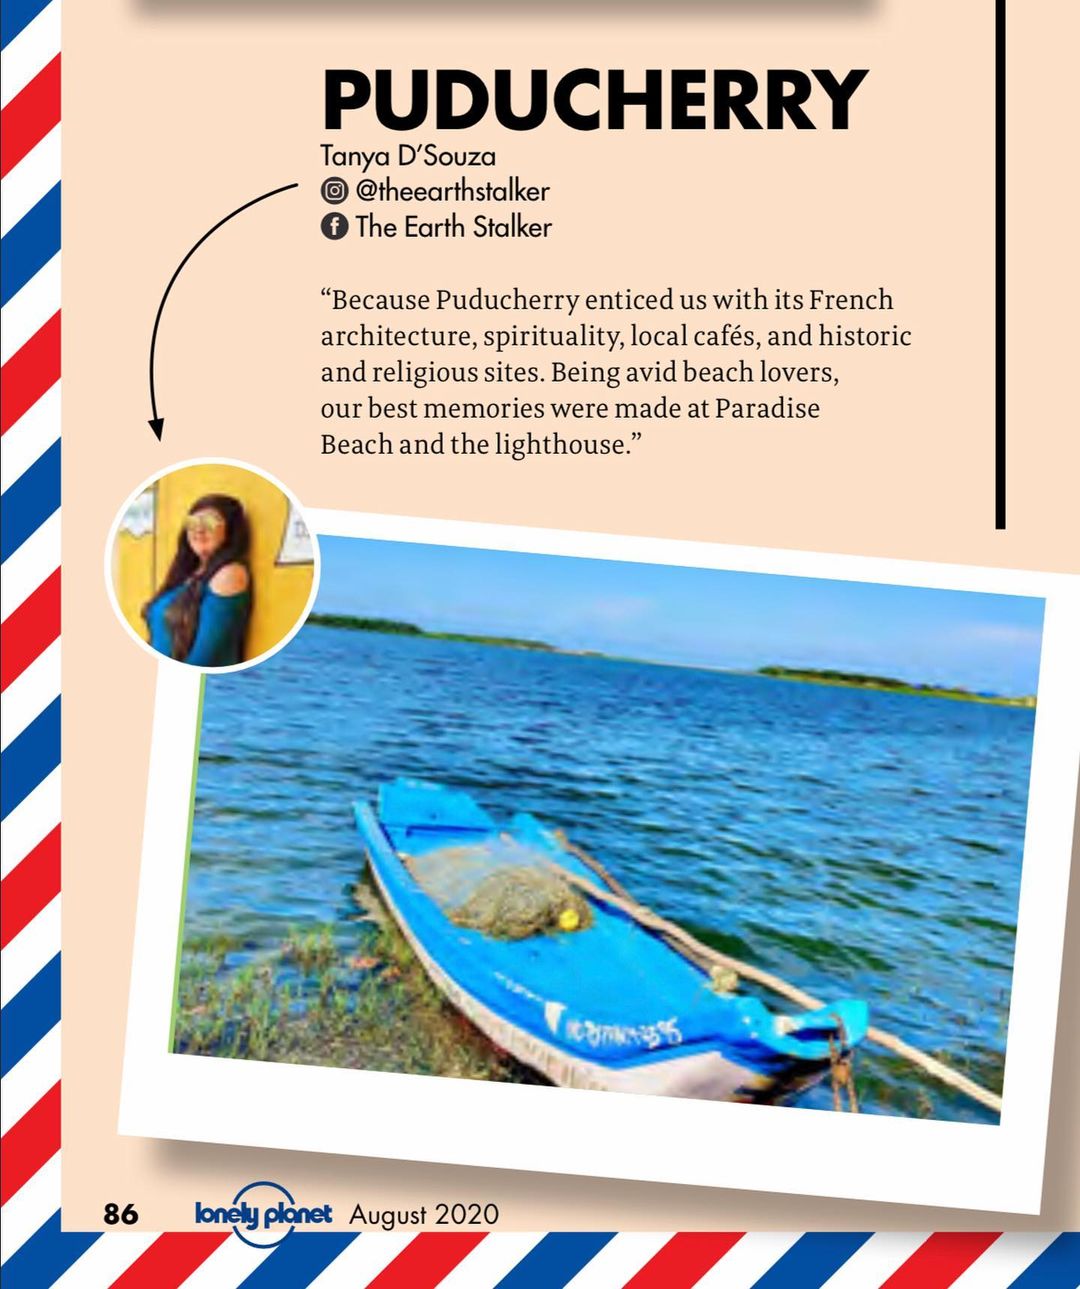 PUDUCHERRY
Tanya D’Souza
@theearthstalker
The Earth Stalker
“Because Puducherry enticed us with its French
architecture, spirituality, local cafés, and historic
and religious sites. Being avid beach lovers,
our best memories were made at Paradise
Beach and the lighthouse.”
86 lonely planet August 2020